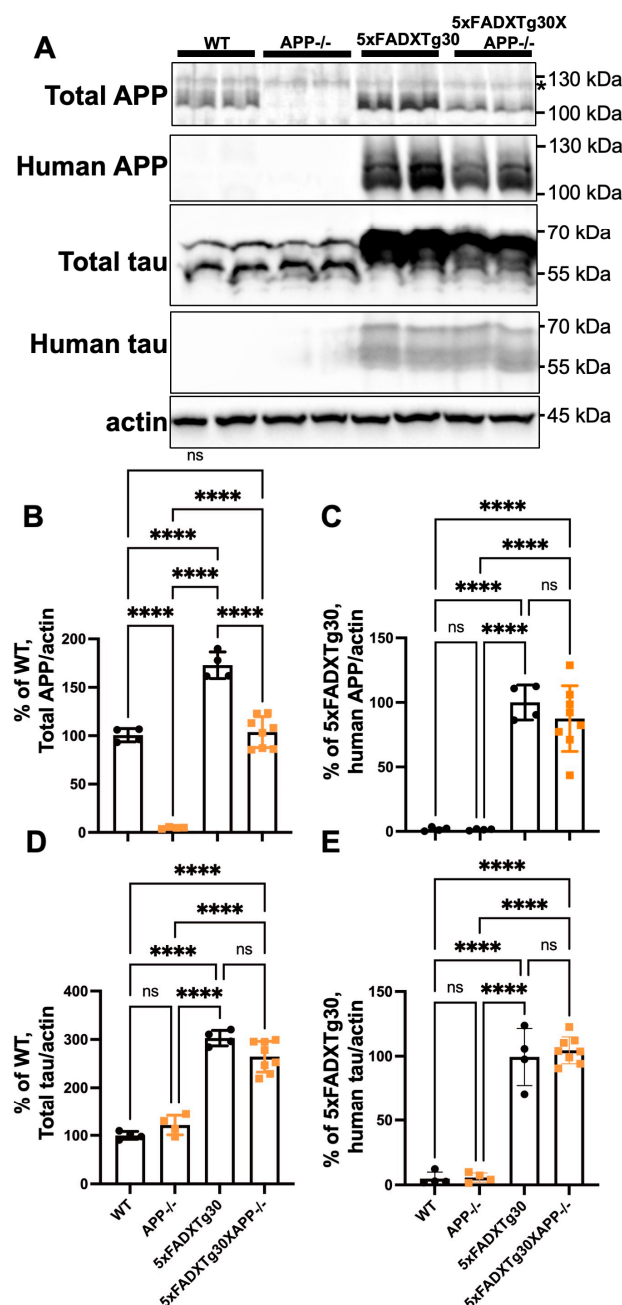 A
WT
APP-/-
5xFADXTg30
5xFADXTg30X
APP-/-
Total APP
130 kDa
*
100 kDa
Human APP
130 kDa
100 kDa
Total tau
70 kDa
55 kDa
Human tau
70 kDa
55 kDa
actin
45 kDa
B
ns
****
****
****
****
****
% of WT,
Total APP/actin
200
150
100
50
0
C
****
****
****
ns
ns
****
% of 5xFADXTg30,
human APP/actin
150
100
50
0
D
****
****
****
ns
ns
****
% of WT,
Total tau/actin
400
300
200
100
0
WT
APP-/-
5xFADXTg30
5xFADXTg30XAPP-/-
E
****
****
****
ns
ns
****
% of 5xFADXTg30,
human tau/actin
150
100
50
0
WT
APP-/-
5xFADXTg30
5xFADXTg30XAPP-/-